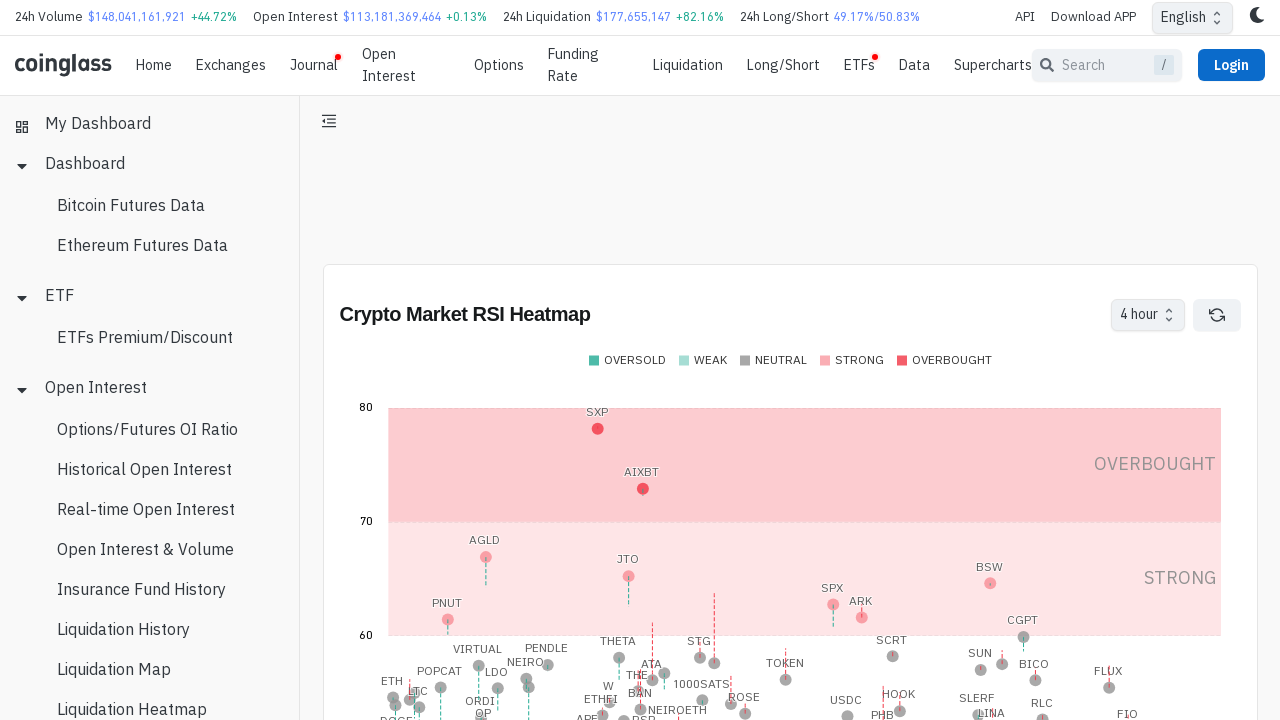 24h Volume $148,041,161,921 +44.72% Open Interest $113,181,369,464 +0.13% 24h Liquidation $177,655,147 +82.16% 24h Long/Short 49.17%/50.83% API Download APP English
coinglass Home Exchanges Journal Open Interest Options Funding Rate Liquidation Long/Short ETFs Data Supercharts Search / Login
My Dashboard
Dashboard
Bitcoin Futures Data
Ethereum Futures Data
ETF
ETFs Premium/Discount
Open Interest
Options/Futures OI Ratio
Historical Open Interest
Real-time Open Interest
Open Interest & Volume
Insurance Fund History
Liquidation History
Liquidation Map
Liquidation Heatmap
Crypto Market RSI Heatmap 4 hour
OVERSOLD WEAK NEUTRAL STRONG OVERBOUGHT
80
SXP
OVERBOUGHT
AIXBT
70
AGLD
JTO
BSW
STRONG
SPX
PNUT ARK
CGPT
60
THETA STG SCRT
VIRTUAL PENDLE SUN
NEIRO ATA TOKEN BICO
POPCAT LDO THE FLUX
ETH W 1000SATS
LTC BAN
ORDI ETHFI ROSE USDC HOOK SLERF RLC
OP NEIROETH PHB LINA FIO
DOGE APE RSR